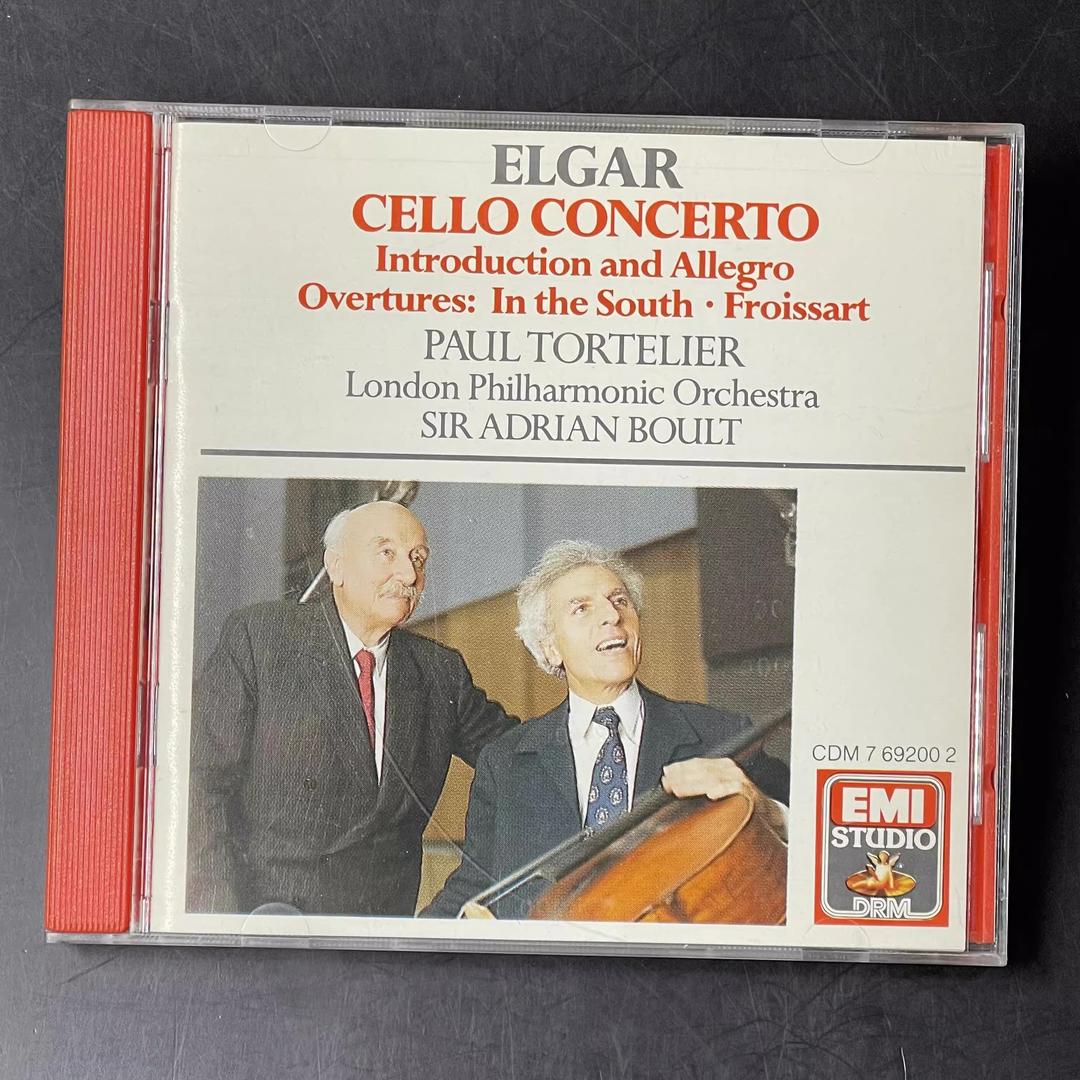 ELGAR
CELLO CONCERTO
Introduction and Allegro
Overtures: In the South · Froissart
PAUL TORTELIER
London Philharmonic Orchestra
SIR ADRIAN BOULT
CDM 7 69200 2
EMI
STUDIO
DRM